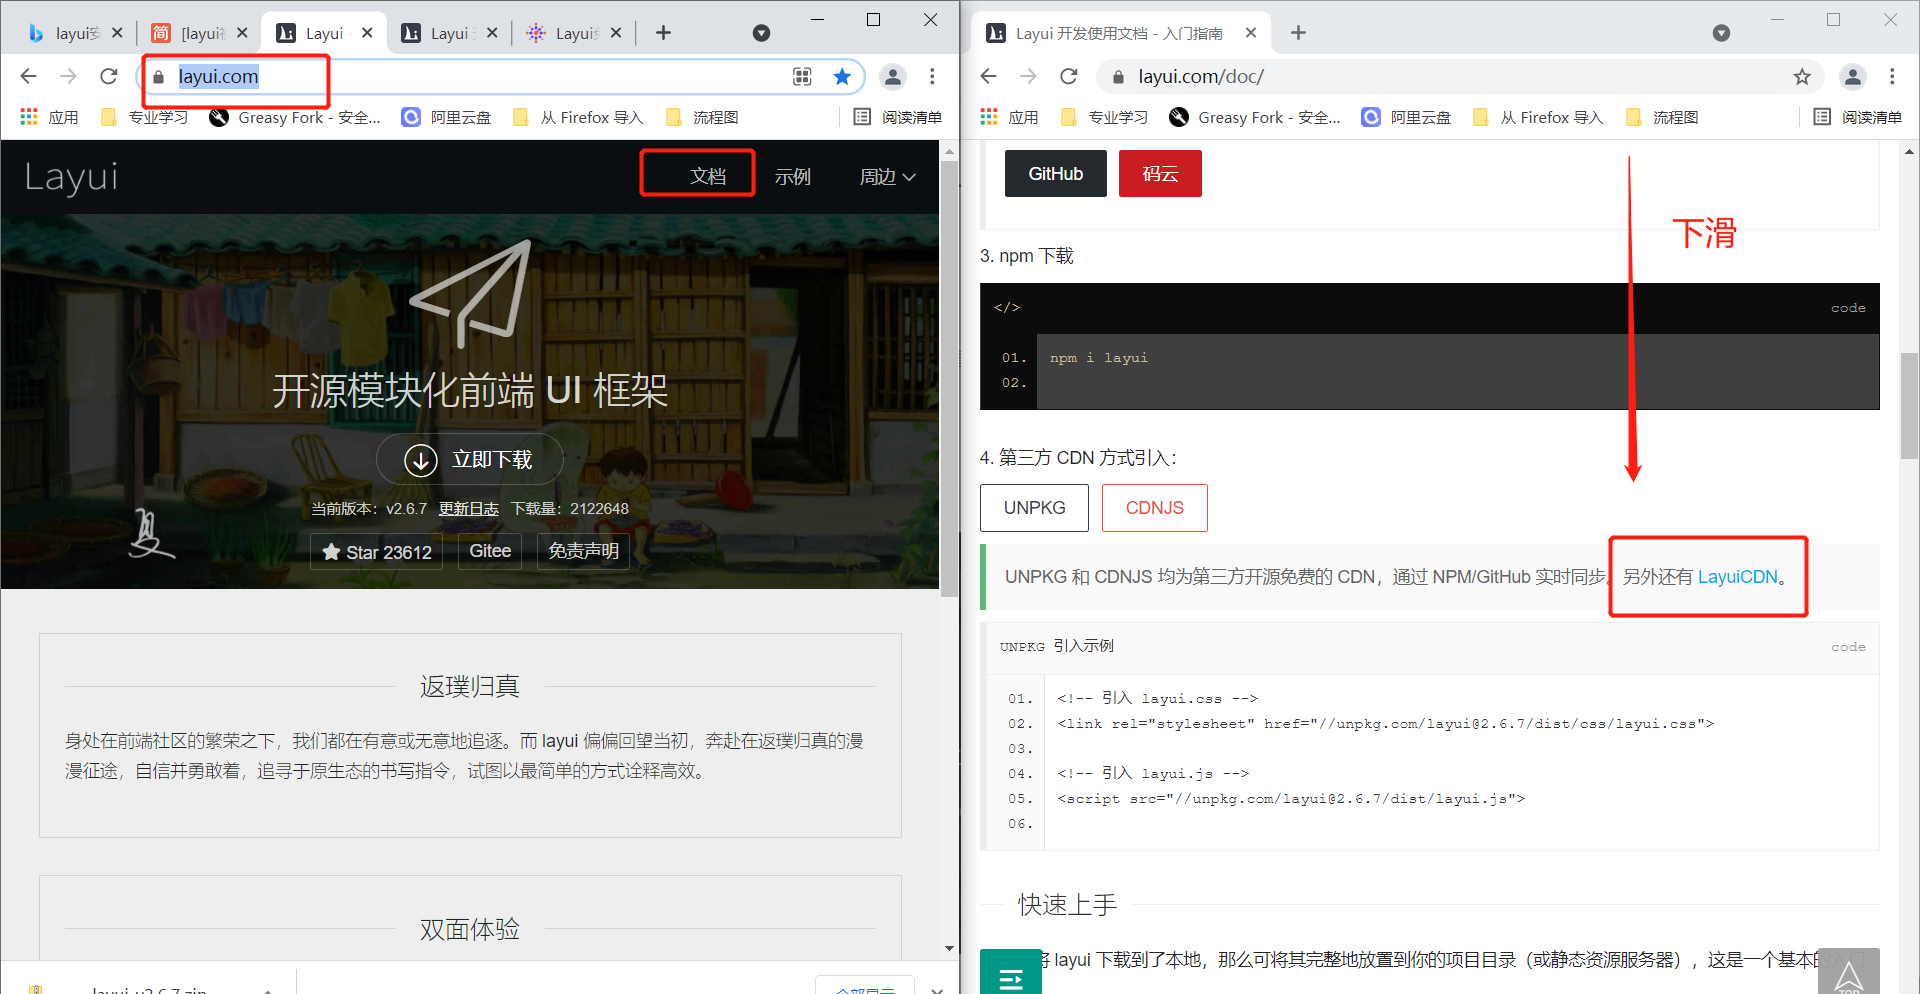 layui安
[layui初
Layui
Layui
Layui
layui.com
应用
专业学习
Greasy Fork - 安全...
阿里云盘
从 Firefox 导入
流程图
阅读清单
Layui
文档
示例
周边
开源模块化前端 UI 框架
立即下载
当前版本：v2.6.7 更新日志 下载量：2122648
Star 23612
Gitee
免责声明
返璞归真
身处在前端社区的繁荣之下，我们都在有意或无意地追逐。而 layui 偏偏回望当初，奔赴在返璞归真的漫
漫征途，自信并勇敢着，追寻于原生态的书写指令，试图以最简单的方式诠释高效。
双面体验
layui-v2.6.7.zip
全部显示
Layui 开发使用文档 - 入门指南
layui.com/doc/
应用
专业学习
Greasy Fork - 安全...
阿里云盘
从 Firefox 导入
流程图
阅读清单
GitHub
码云
下滑
3. npm 下载
</>
code
01. npm i layui
02.
4. 第三方 CDN 方式引入：
UNPKG
CDNJS
UNPKG 和 CDNJS 均为第三方开源免费的 CDN，通过 NPM/GitHub 实时同步。另外还有 LayuiCDN。
UNPKG 引入示例
code
01. <!-- 引入 layui.css -->
02. <link rel="stylesheet" href="//unpkg.com/layui@2.6.7/dist/css/layui.css">
03.
04. <!-- 引入 layui.js -->
05. <script src="//unpkg.com/layui@2.6.7/dist/layui.js">
06.
快速上手
将 layui 下载到了本地，那么可将其完整地放置到你的项目目录（或静态资源服务器），这是一个基本的入口
TOP